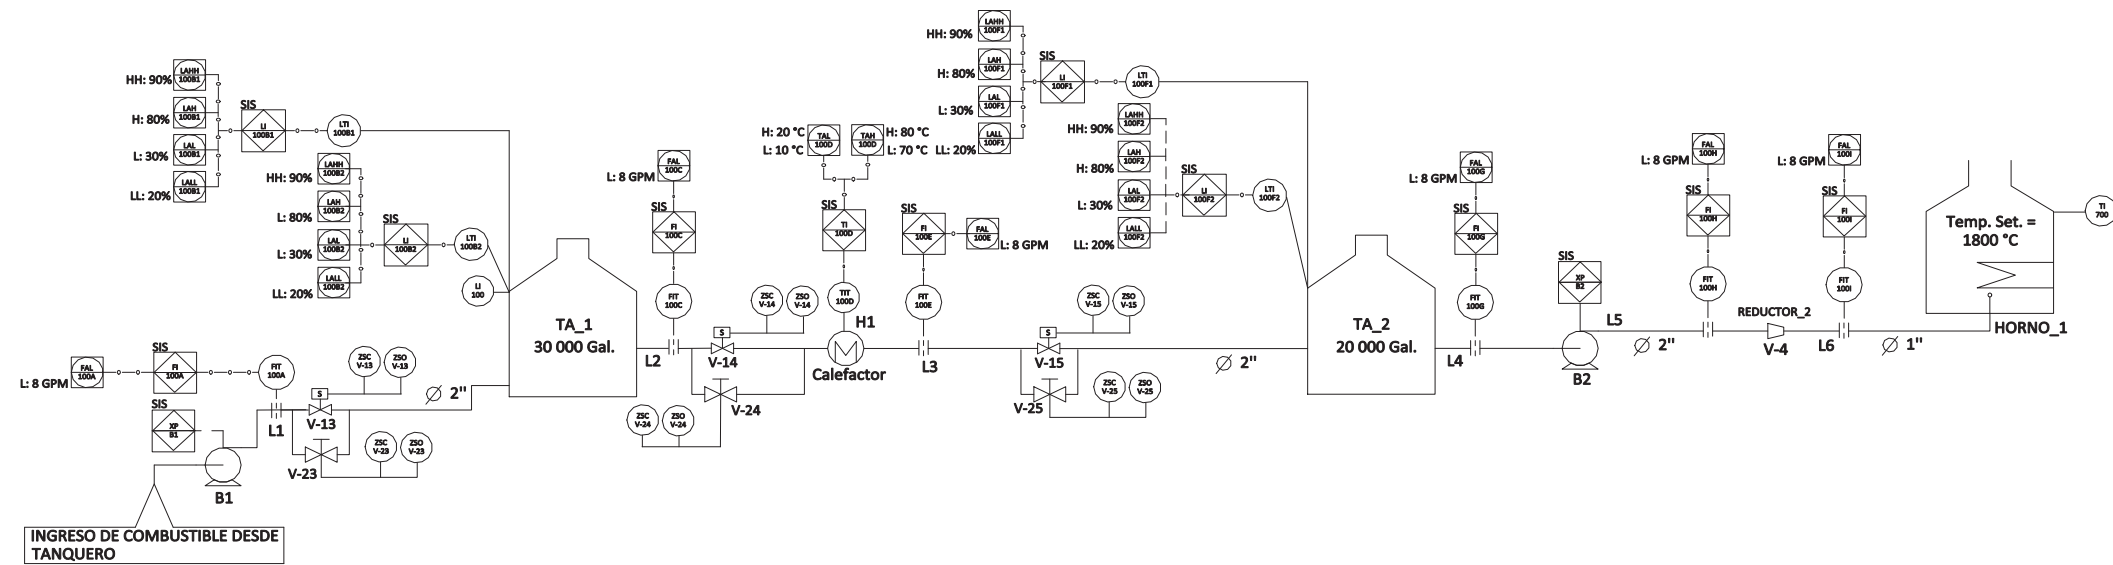 LAHH
100B1
HH: 90%
LAH
100B1
H: 80%
LAL
100B1
L: 30%
LALL
100B1
LL: 20%
SIS
LI
100B1
LTI
100B1
LAHH
100B2
HH: 90%
LAH
100B2
L: 80%
LAL
100B2
L: 30%
LALL
100B2
LL: 20%
SIS
LI
100B2
LTI
100B2
LI
100
TA_1
30 000 Gal.
FAL
100A
L: 8 GPM
SIS
FI
100A
FIT
100A
SIS
XP
B1
B1
L1
S
V-13
ZSC
V-13
ZSO
V-13
2"
V-23
ZSC
V-23
ZSO
V-23
INGRESO DE COMBUSTIBLE DESDE
TANQUERO
FAL
100C
L: 8 GPM
SIS
FI
100C
FIT
100C
L2
S
V-14
ZSC
V-14
ZSO
V-14
V-24
ZSC
V-24
ZSO
V-24
H: 20 °C
L: 10 °C
TAL
100D
TAH
100D
H: 80 °C
L: 70 °C
SIS
TI
100D
TIT
100D
H1
Calefactor
SIS
FI
100E
FAL
100E
L: 8 GPM
FIT
100E
L3
LAHH
100F1
HH: 90%
LAH
100F1
H: 80%
LAL
100F1
L: 30%
LALL
100F1
LL: 20%
SIS
LI
100F1
LTI
100F1
LAHH
100F2
HH: 90%
LAH
100F2
H: 80%
LAL
100F2
L: 30%
LALL
100F2
LL: 20%
SIS
LI
100F2
LTI
100F2
S
V-15
ZSC
V-15
ZSO
V-15
V-25
ZSC
V-25
ZSO
V-25
2"
TA_2
20 000 Gal.
FAL
100G
L: 8 GPM
SIS
FI
100G
FIT
100G
L4
SIS
XP
B2
B2
L5
2"
FAL
100H
L: 8 GPM
SIS
FI
100H
FIT
100H
REDUCTOR_2
V-4
FAL
100I
L: 8 GPM
SIS
FI
100I
FIT
100I
L6
1"
Temp. Set. =
1800 °C
HORNO_1
TI
700